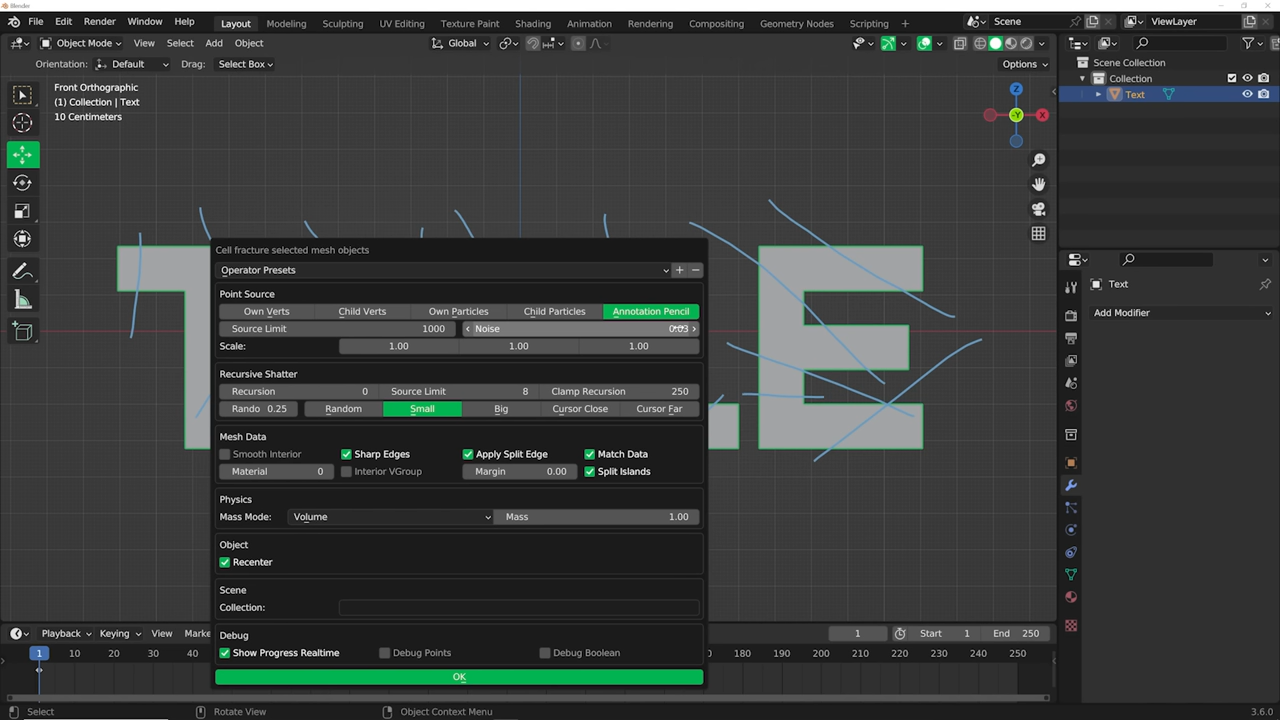 Blender
File Edit Render Window Help Layout Modeling Sculpting UV Editing Texture Paint Shading Animation Rendering Compositing Geometry Nodes Scripting + Scene ViewLayer
Object Mode View Select Add Object Global Options
Orientation: Default Drag: Select Box
Front Orthographic
(1) Collection | Text
10 Centimeters
Z
X
-Y
Scene Collection
Collection
Text
Text
Add Modifier
Cell fracture selected mesh objects
Operator Presets
Point Source
Own Verts Child Verts Own Particles Child Particles Annotation Pencil
Source Limit 1000 Noise
Scale: 1.00 1.00 1.00
Recursive Shatter
Recursion 0 Source Limit 8 Clamp Recursion 250
Rando 0.25 Random Small Big Cursor Close Cursor Far
Mesh Data
Smooth Interior Sharp Edges Apply Split Edge Match Data
Material 0 Interior VGroup Margin 0.00 Split Islands
Physics
Mass Mode: Volume Mass 1.00
Object
Recenter
Scene
Collection:
Debug
Show Progress Realtime Debug Points Debug Boolean
OK
Playback Keying View Marke 1 Start 1 End 250
1 10 20 30 40 180 190 200 210 220 230 240 250
Select Rotate View Object Context Menu 3.6.0